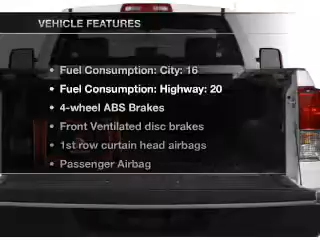 VEHICLE FEATURES
• Fuel Consumption: City: 16
• Fuel Consumption: Highway: 20
• 4-wheel ABS Brakes
• Front Ventilated disc brakes
• 1st row curtain head airbags
• Passenger Airbag